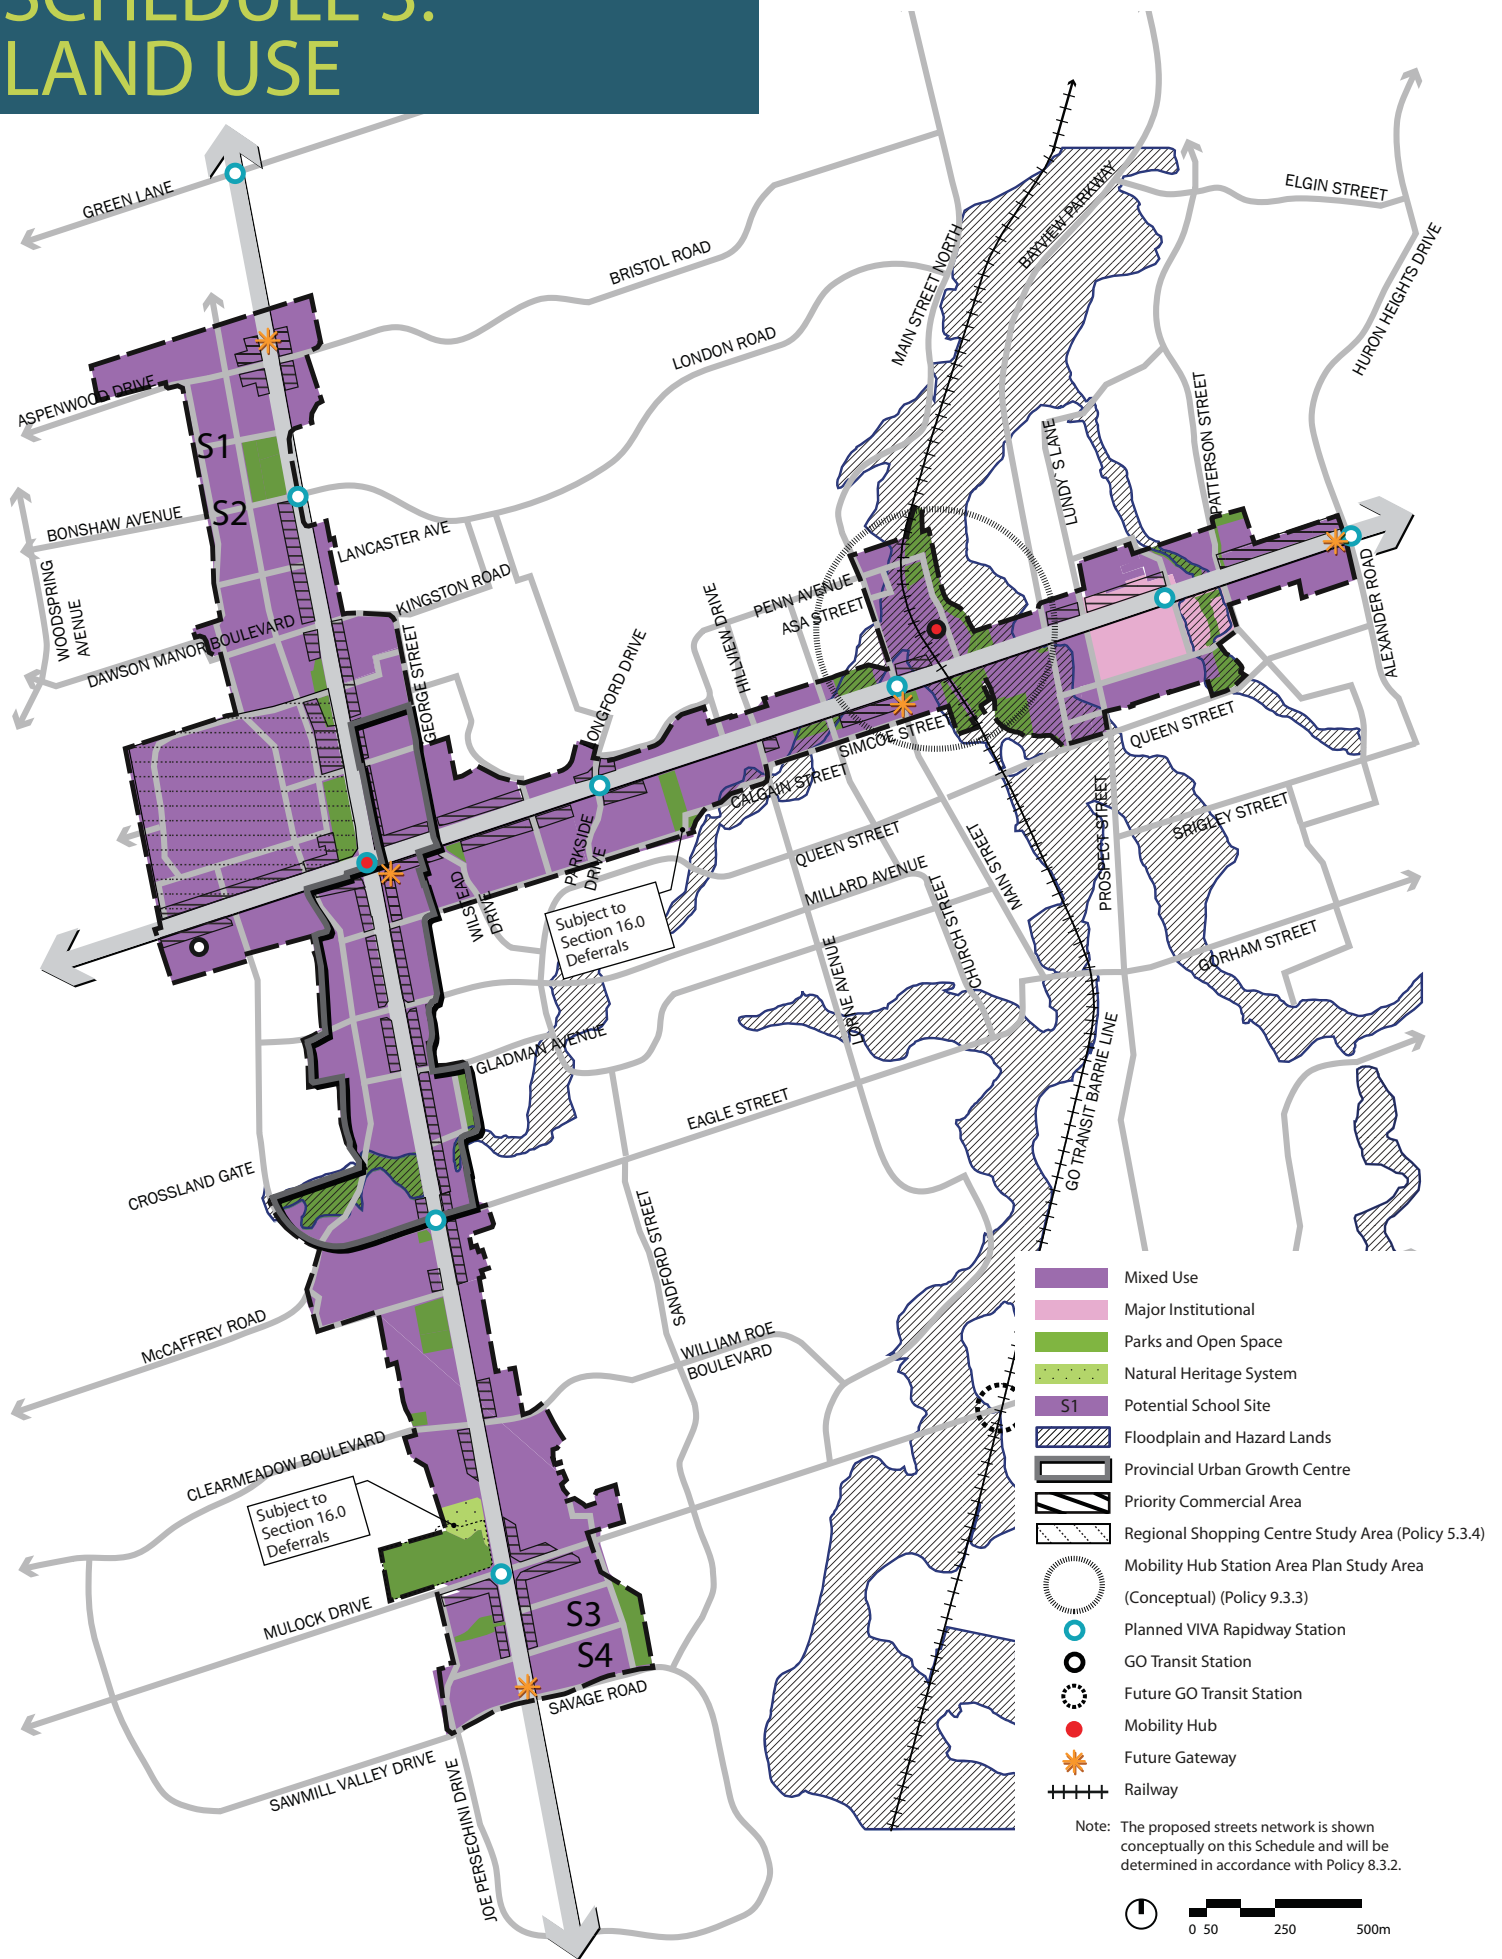 SCHEDULE 3:
LAND USE
GREEN LANE
BRISTOL ROAD
LONDON ROAD
MAIN STREET NORTH
BAYVIEW PARKWAY
ELGIN STREET
HURON HEIGHTS DRIVE
ASPENWOOD DRIVE
S1
S2
BONSHAW AVENUE
LANCASTER AVE
KINGSTON ROAD
WOODSPRING
AVENUE
DAWSON MANOR BOULEVARD
GEORGE STREET
LONGFORD DRIVE
HILLVIEW DRIVE
PENN AVENUE
ASA STREET
LUNDY'S LANE
PATTERSON STREET
ALEXANDER ROAD
SIMCOE STREET
CALGAIN STREET
QUEEN STREET
QUEEN STREET
SRIGLEY STREET
PROSPECT STREET
MAIN STREET
MILLARD AVENUE
CHURCH STREET
PARKSIDE
DRIVE
WILSTEAD
DRIVE
Subject to
Section 16.0
Deferrals
LORNE AVENUE
GORHAM STREET
GLADMAN AVENUE
EAGLE STREET
GO TRANSIT BARRIE LINE
CROSSLAND GATE
SANDFORD STREET
McCAFFREY ROAD
WILLIAM ROE
BOULEVARD
CLEARMEADOW BOULEVARD
Subject to
Section 16.0
Deferrals
MULOCK DRIVE
S3
S4
SAVAGE ROAD
SAWMILL VALLEY DRIVE
JOE PERSECHINI DRIVE
Mixed Use
Major Institutional
Parks and Open Space
Natural Heritage System
S1 Potential School Site
Floodplain and Hazard Lands
Provincial Urban Growth Centre
Priority Commercial Area
Regional Shopping Centre Study Area (Policy 5.3.4)
Mobility Hub Station Area Plan Study Area
(Conceptual) (Policy 9.3.3)
Planned VIVA Rapidway Station
GO Transit Station
Future GO Transit Station
Mobility Hub
Future Gateway
Railway
Note: The proposed streets network is shown
conceptually on this Schedule and will be
determined in accordance with Policy 8.3.2.
0 50 250 500m